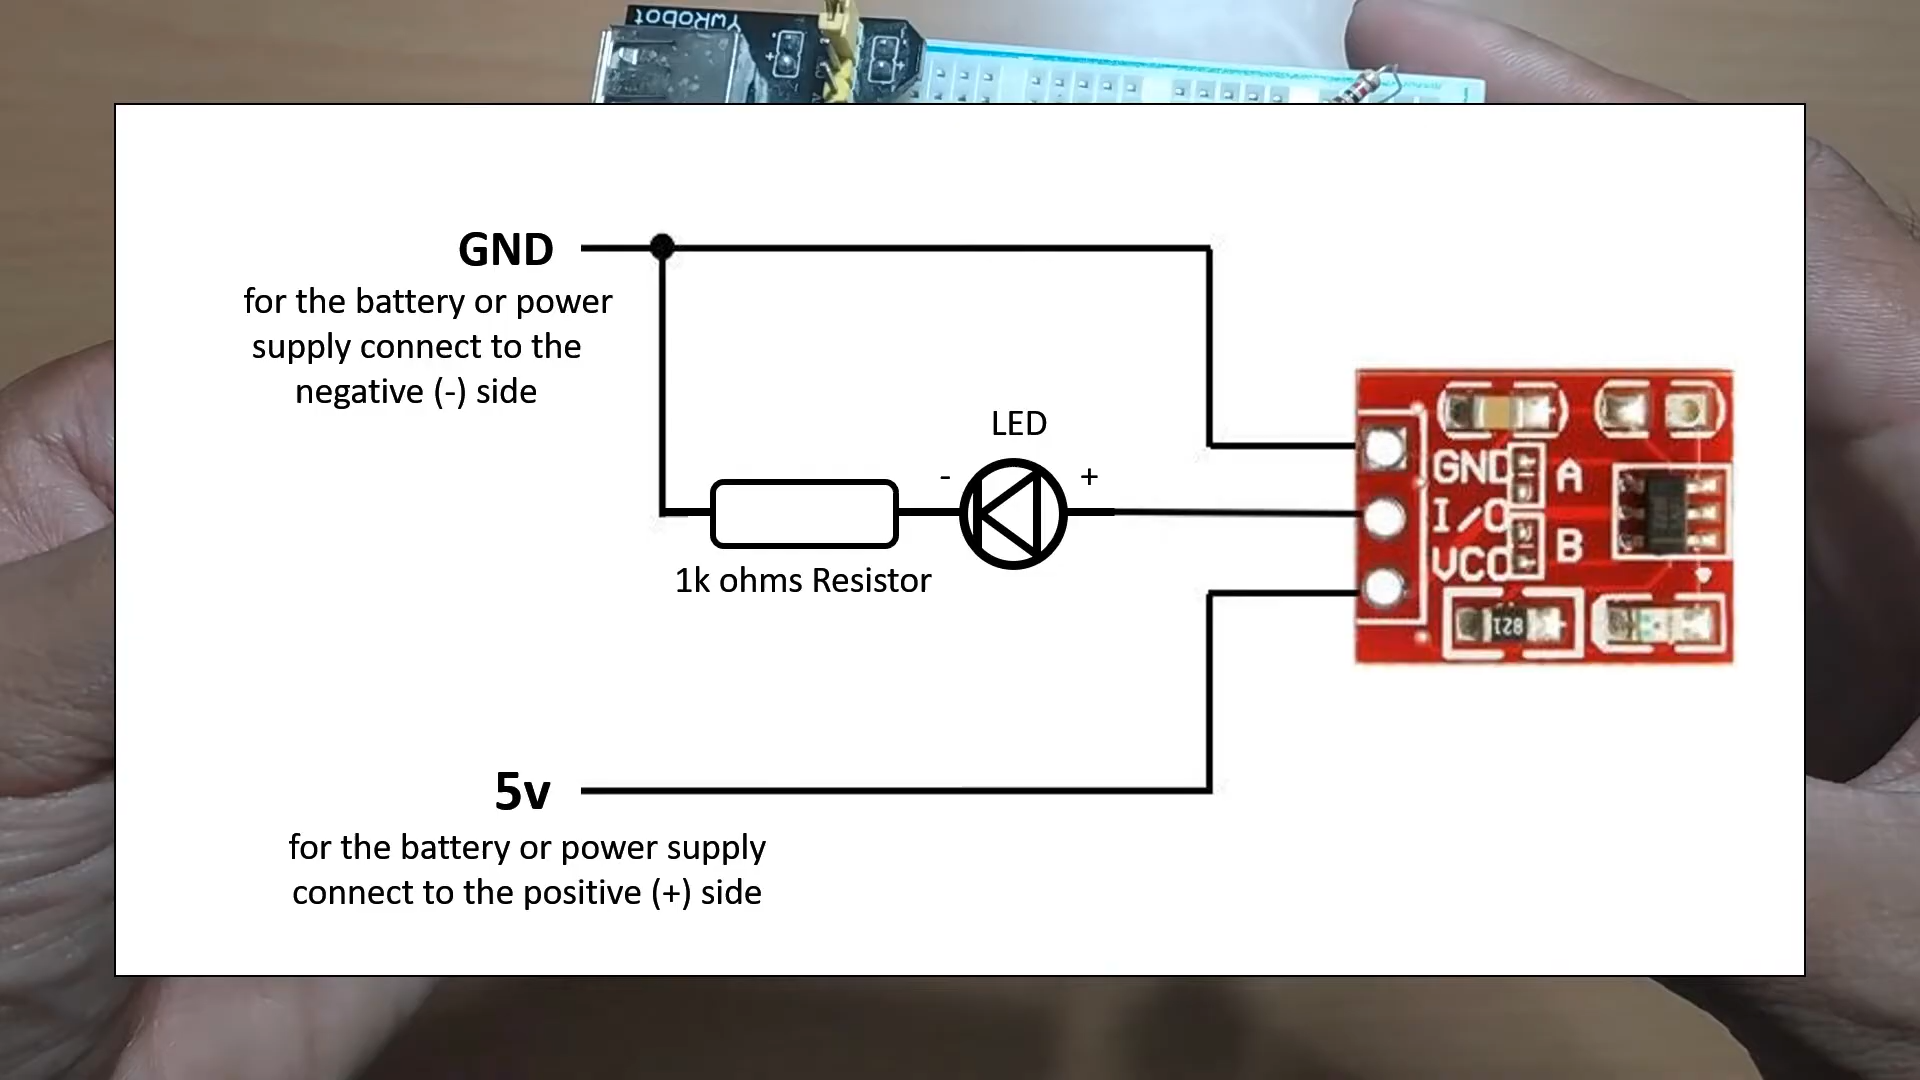 YwRobot
GND
for the battery or power
supply connect to the
negative (-) side
LED
- +
1k ohms Resistor
GND
I/O
VCC
A
B
821
5v
for the battery or power supply
connect to the positive (+) side